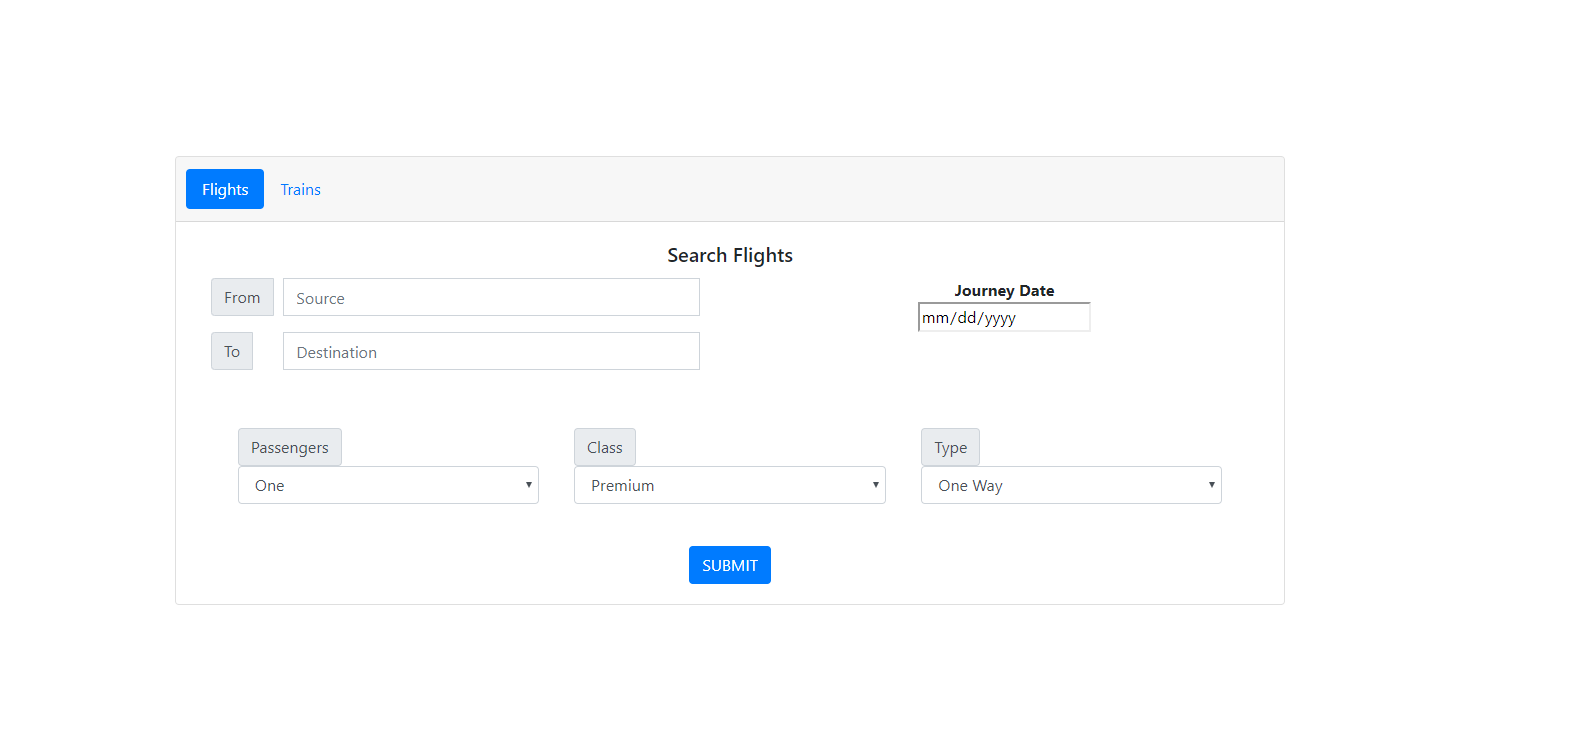 Flights Trains
Search Flights
From Source
Journey Date
mm/dd/yyyy
To Destination
Passengers Class Type
One Premium One Way
SUBMIT